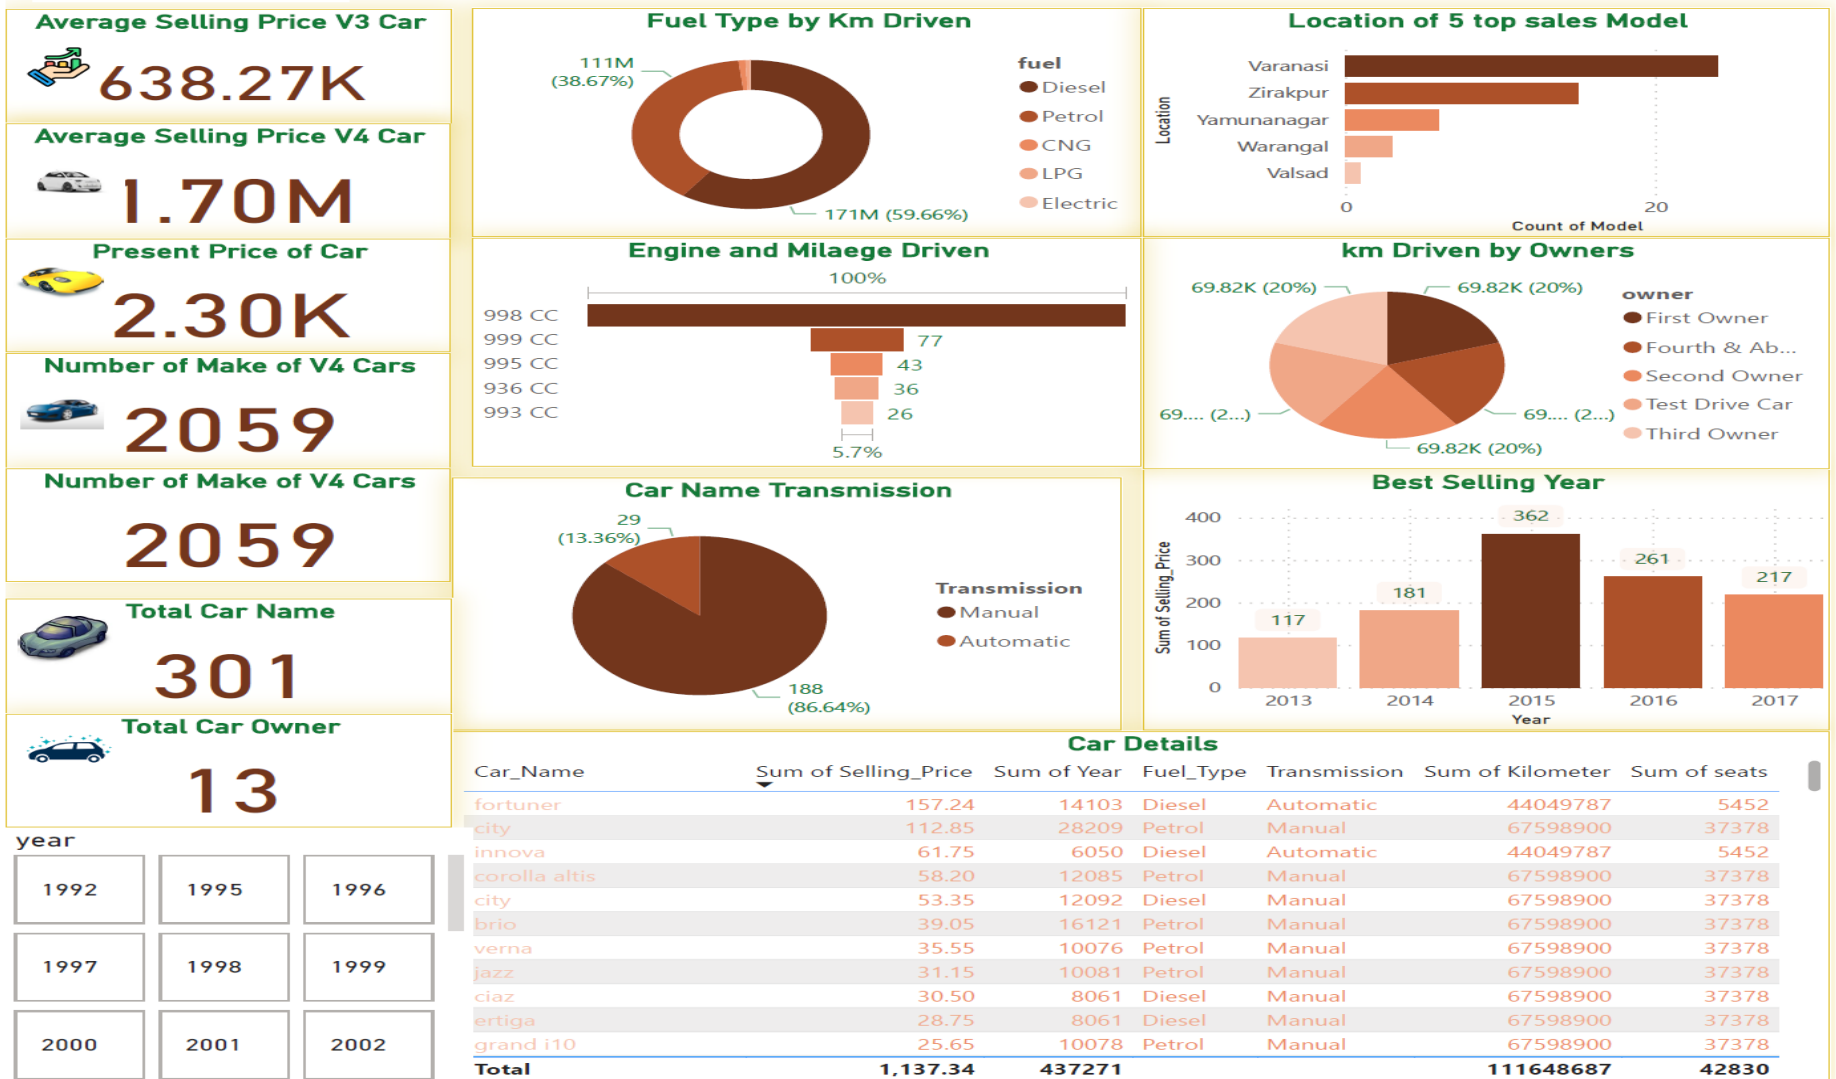 Average Selling Price V3 Car
638.27K
Average Selling Price V4 Car
1.70M
Present Price of Car
2.30K
Number of Make of V4 Cars
2059
Number of Make of V4 Cars
2059
Total Car Name
301
Total Car Owner
13
year
1992 1995 1996
1997 1998 1999
2000 2001 2002
Fuel Type by Km Driven
111M
(38.67%)
171M (59.66%)
fuel
Diesel
Petrol
CNG
LPG
Electric
Location of 5 top sales Model
Location
Varanasi
Zirakpur
Yamunanagar
Warangal
Valsad
0 20
Count of Model
Engine and Milaege Driven
100%
998 CC
999 CC 77
995 CC 43
936 CC 36
993 CC 26
5.7%
km Driven by Owners
69.82K (20%) 69.82K (20%)
69.... (2...) 69.... (2...)
69.82K (20%)
owner
First Owner
Fourth & Ab...
Second Owner
Test Drive Car
Third Owner
Car Name Transmission
29
(13.36%)
188
(86.64%)
Transmission
Manual
Automatic
Best Selling Year
Sum of Selling_Price
400
300
200
100
0
117 181 362 261 217
2013 2014 2015 2016 2017
Year
Car Details
Car_Name Sum of Selling_Price Sum of Year Fuel_Type Transmission Sum of Kilometer Sum of seats
fortuner 157.24 14103 Diesel Automatic 44049787 5452
city 112.85 28209 Petrol Manual 67598900 37378
innova 61.75 6050 Diesel Automatic 44049787 5452
corolla altis 58.20 12085 Petrol Manual 67598900 37378
city 53.35 12092 Diesel Manual 67598900 37378
brio 39.05 16121 Petrol Manual 67598900 37378
verna 35.55 10076 Petrol Manual 67598900 37378
jazz 31.15 10081 Petrol Manual 67598900 37378
ciaz 30.50 8061 Diesel Manual 67598900 37378
ertiga 28.75 8061 Diesel Manual 67598900 37378
grand i10 25.65 10078 Petrol Manual 67598900 37378
Total 1,137.34 437271 111648687 42830